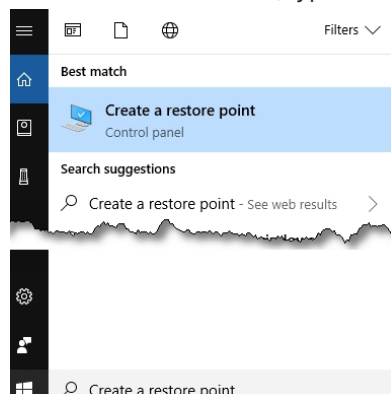 Filters
Best match
Create a restore point
Control panel
Search suggestions
Create a restore point - See web results
Create a restore point